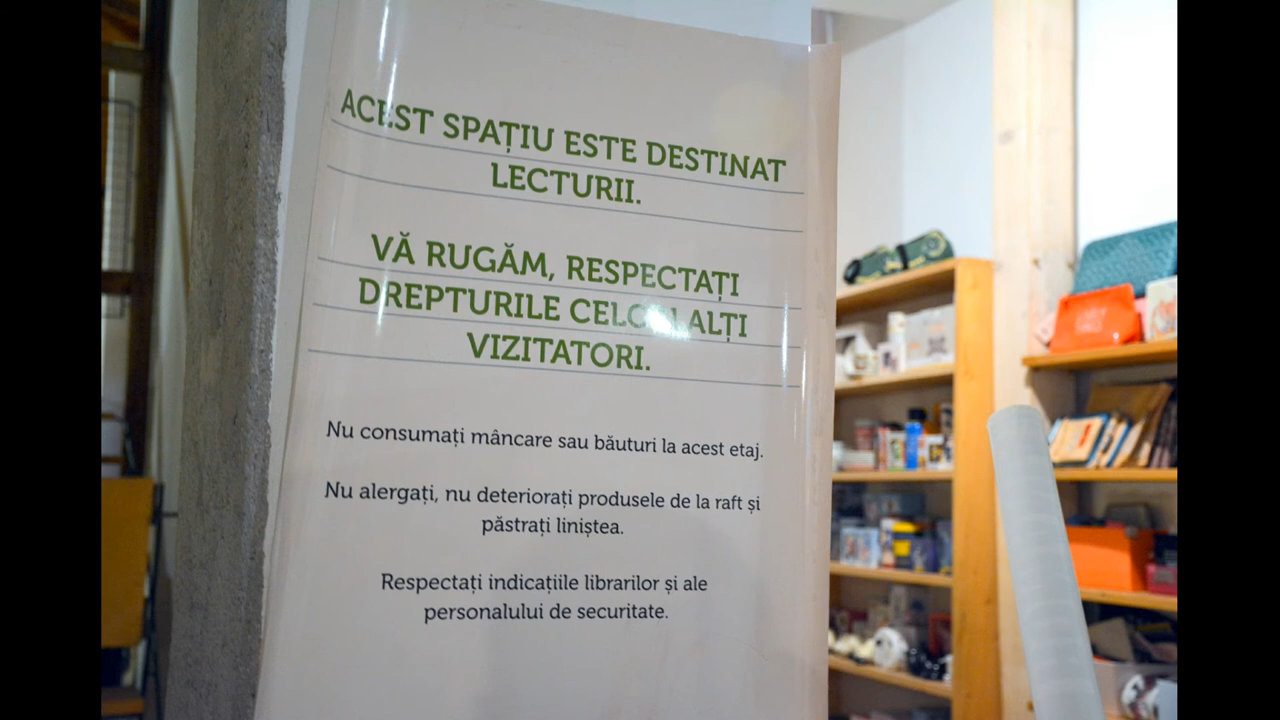 ACEST SPAȚIU ESTE DESTINAT
LECTURII.
VĂ RUGĂM, RESPECTAȚI
DREPTURILE CELORLALȚI
VIZITATORI.
Nu consumați mâncare sau băuturi la acest etaj.
Nu alergați, nu deteriorați produsele de la raft și
păstrați liniștea.
Respectați indicațiile librarilor și ale
personalului de securitate.